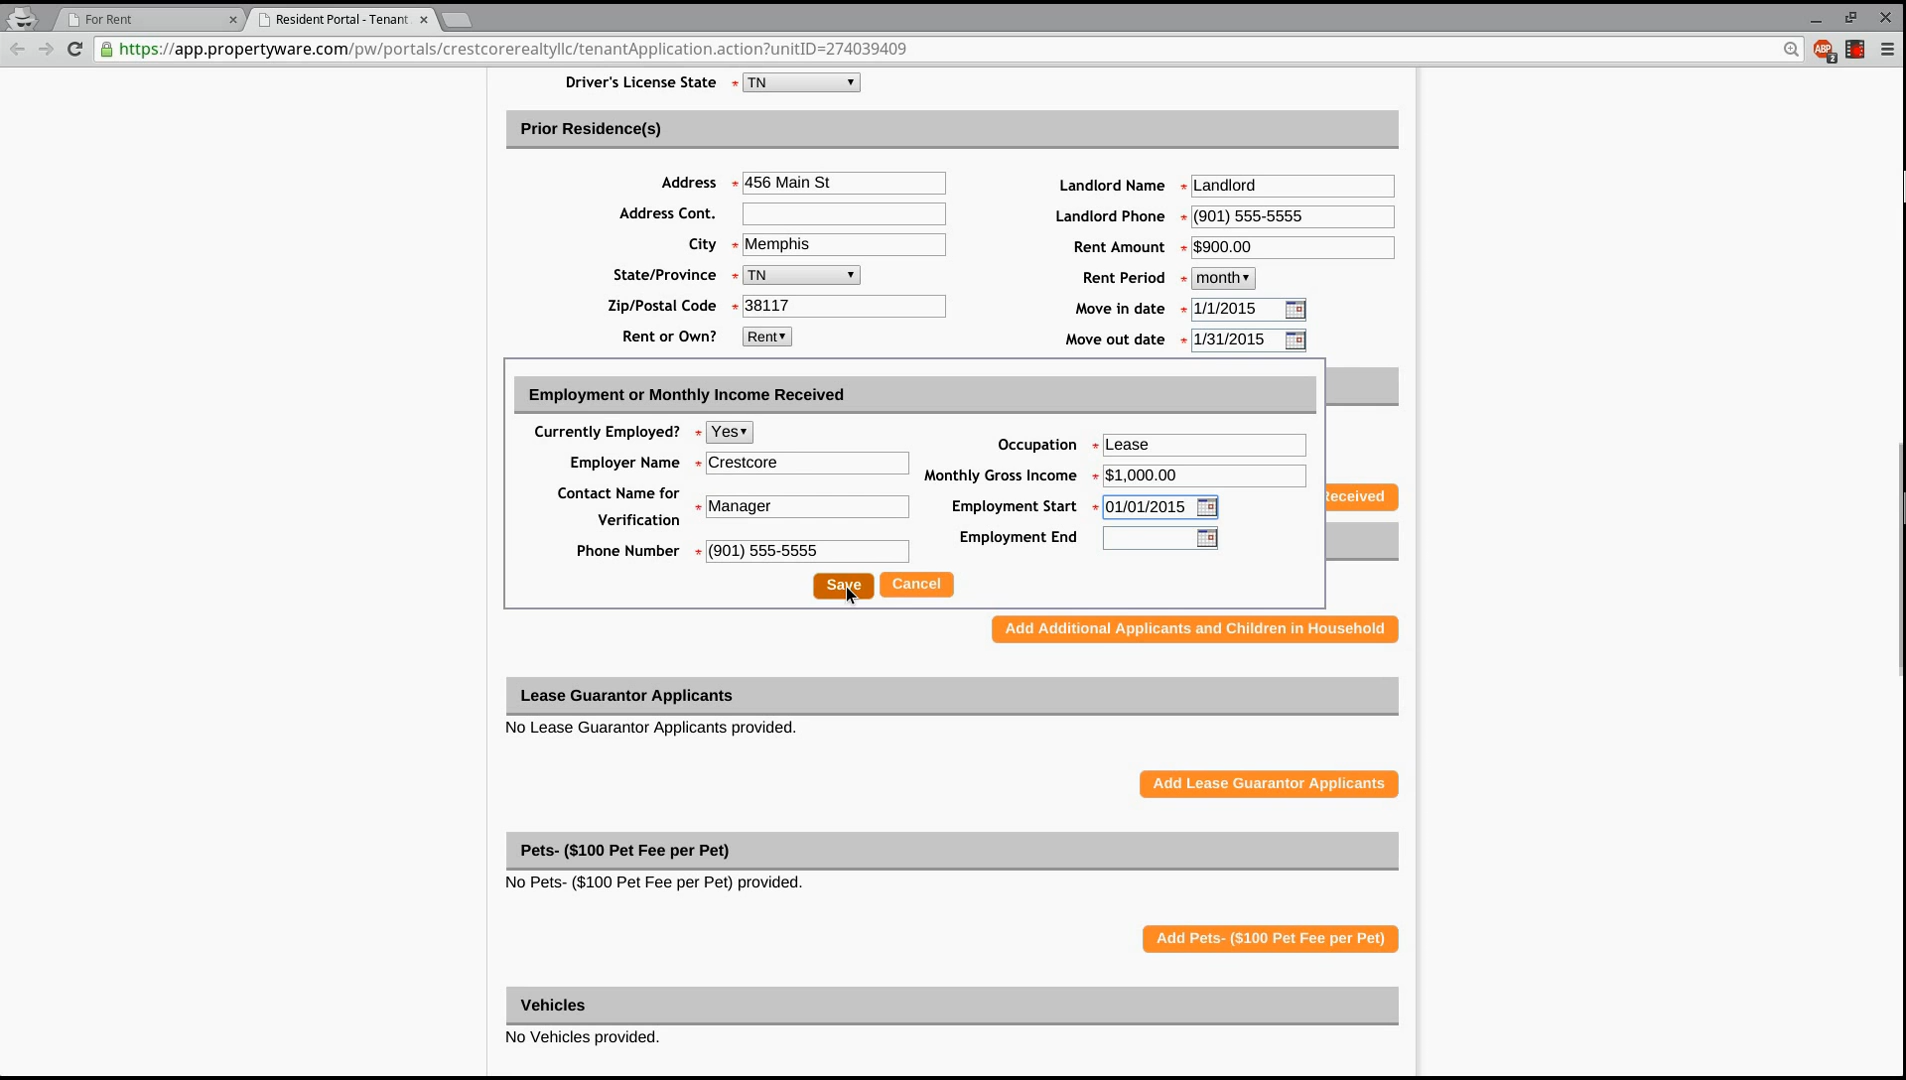 For Rent
Resident Portal - Tenant
https://app.propertyware.com/pw/portals/crestcorerealtyllc/tenantApplication.action?unitID=274039409
ABP
2
Driver's License State * TN
Prior Residence(s)
Address * 456 Main St
Address Cont.
City * Memphis
State/Province * TN
Zip/Postal Code * 38117
Rent or Own? Rent
Landlord Name * Landlord
Landlord Phone * (901) 555-5555
Rent Amount * $900.00
Rent Period * month
Move in date * 1/1/2015
Move out date * 1/31/2015
Employment or Monthly Income Received
Currently Employed? * Yes
Employer Name * Crestcore
Contact Name for
Verification * Manager
Phone Number * (901) 555-5555
Occupation * Lease
Monthly Gross Income * $1,000.00
Employment Start * 01/01/2015
Employment End
Save Cancel
Received
Add Additional Applicants and Children in Household
Lease Guarantor Applicants
No Lease Guarantor Applicants provided.
Add Lease Guarantor Applicants
Pets- ($100 Pet Fee per Pet)
No Pets- ($100 Pet Fee per Pet) provided.
Add Pets- ($100 Pet Fee per Pet)
Vehicles
No Vehicles provided.